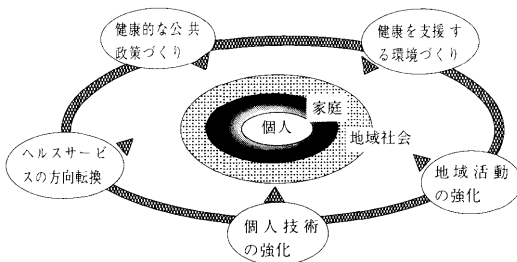 健康的な公共
政策づくり
健康を支援す
る環境づくり
家庭
個人
地域社会
ヘルスサービ
スの方向転換
地域活動
の強化
個人技術
の強化